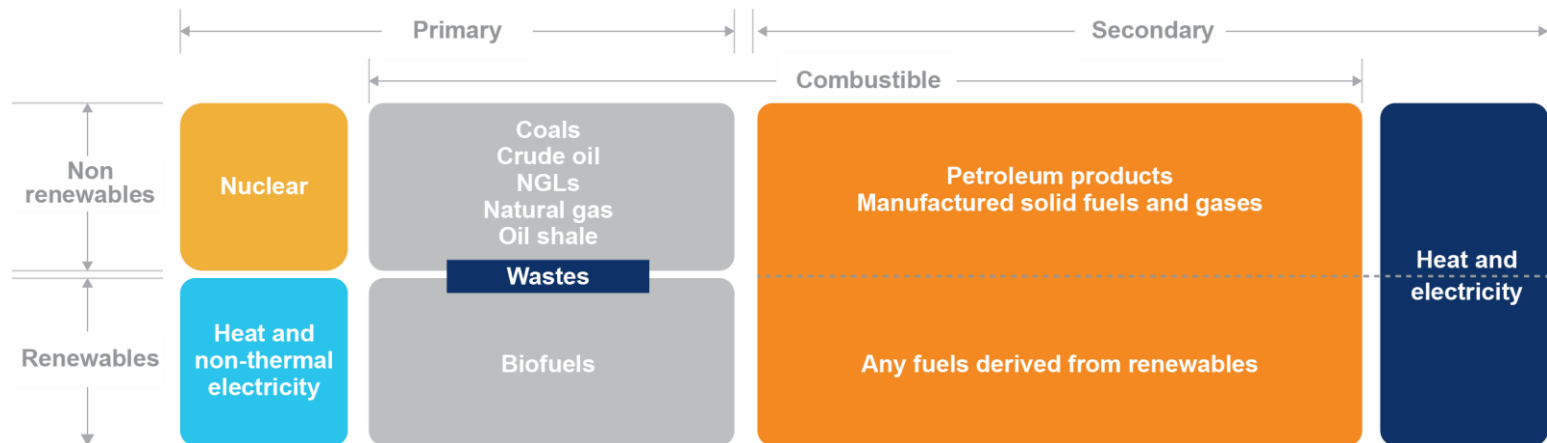 Primary
Secondary
Combustible
Non
renewables
Nuclear
Coals
Crude oil
NGLs
Natural gas
Oil shale
Petroleum products
Manufactured solid fuels and gases
Wastes
Heat and
electricity
Renewables
Heat and
non-thermal
electricity
Biofuels
Any fuels derived from renewables